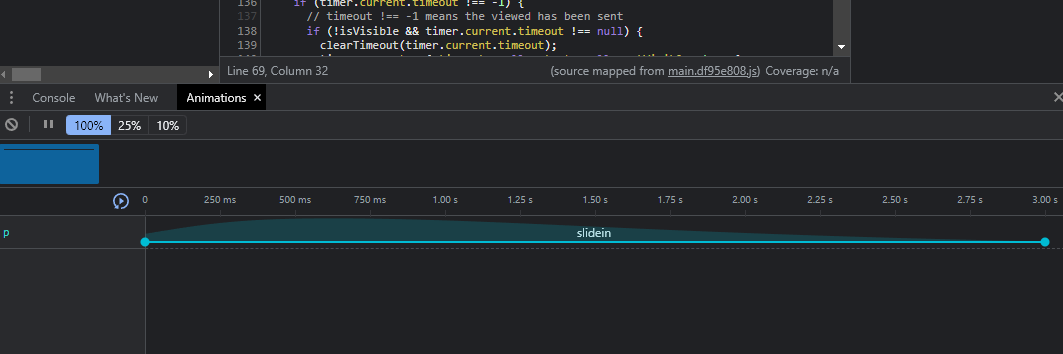 136 if (timer.current.timeout !== -1) {
137 // timeout !== -1 means the viewed has been sent
138 if (!isVisible && timer.current.timeout !== null) {
139 clearTimeout(timer.current.timeout);
Line 69, Column 32 (source mapped from main.df95e808.js) Coverage: n/a
Console What's New Animations
100% 25% 10%
0 250 ms 500 ms 750 ms 1.00 s 1.25 s 1.50 s 1.75 s 2.00 s 2.25 s 2.50 s 2.75 s 3.00 s
p slidein